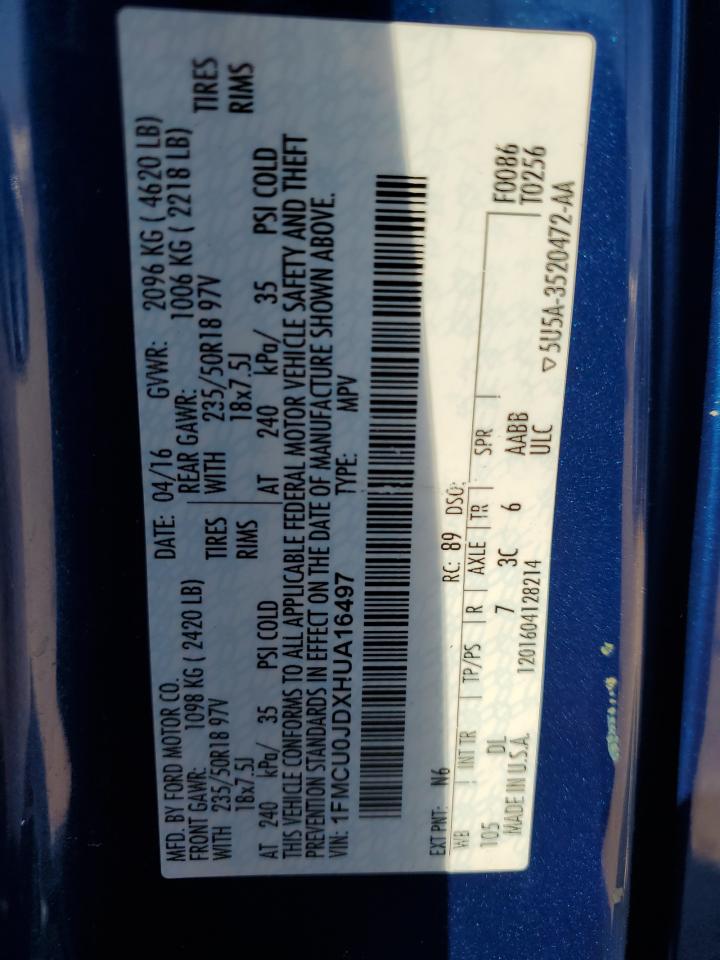 MFD. BY FORD MOTOR CO.
DATE: 04/16 GVWR: 2096 KG ( 4620 LB)
FRONT GAWR: 1098 KG ( 2420 LB) REAR GAWR: 1006 KG ( 2218 LB)
WITH 235/50R18 97V TIRES WITH 235/50R18 97V TIRES
18x7.5J RIMS 18x7.5J RIMS
AT 240 kPa/ 35 PSI COLD AT 240 kPa/ 35 PSI COLD
THIS VEHICLE CONFORMS TO ALL APPLICABLE FEDERAL MOTOR VEHICLE SAFETY AND THEFT
PREVENTION STANDARDS IN EFFECT ON THE DATE OF MANUFACTURE SHOWN ABOVE.
VIN: 1FMCU0JDXHUA16497 TYPE: MPV
EXT PNT: N6 RC: 89 DSO: F0086
WB INT TR TP/PS R AXLE TR SPR T0256
105 DL 7 3C 6 AABB
MADE IN U.S.A. 1201604128214 ULC ▽5U5A-3520472-AA